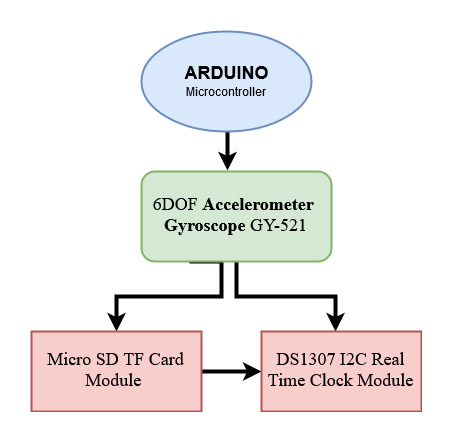 ARDUINO
Microcontroller
6DOF Accelerometer
Gyroscope GY-521
Micro SD TF Card
Module
DS1307 I2C Real
Time Clock Module